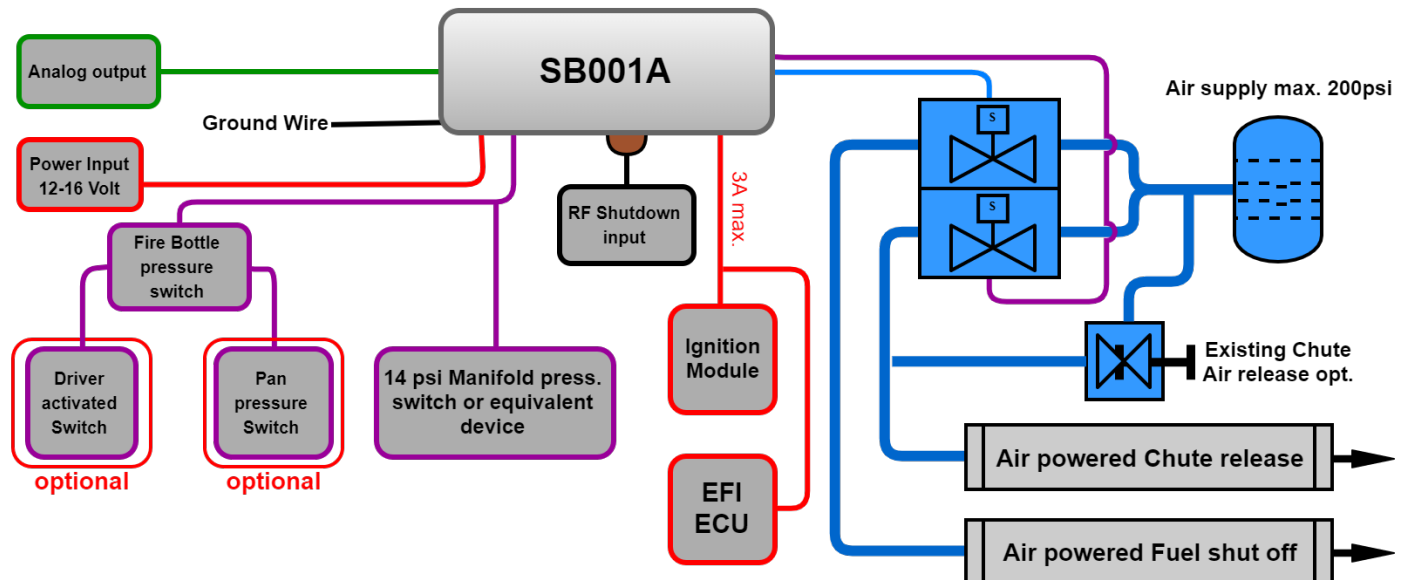 SB001A
Analog output
Ground Wire
Power Input
12-16 Volt
RF Shutdown
input
3A max.
S
S
Air supply max. 200psi
Fire Bottle
pressure
switch
Driver
activated
Switch
optional
Pan
pressure
Switch
optional
14 psi Manifold press.
switch or equivalent
device
Ignition
Module
EFI
ECU
Existing Chute
Air release opt.
Air powered Chute release
Air powered Fuel shut off